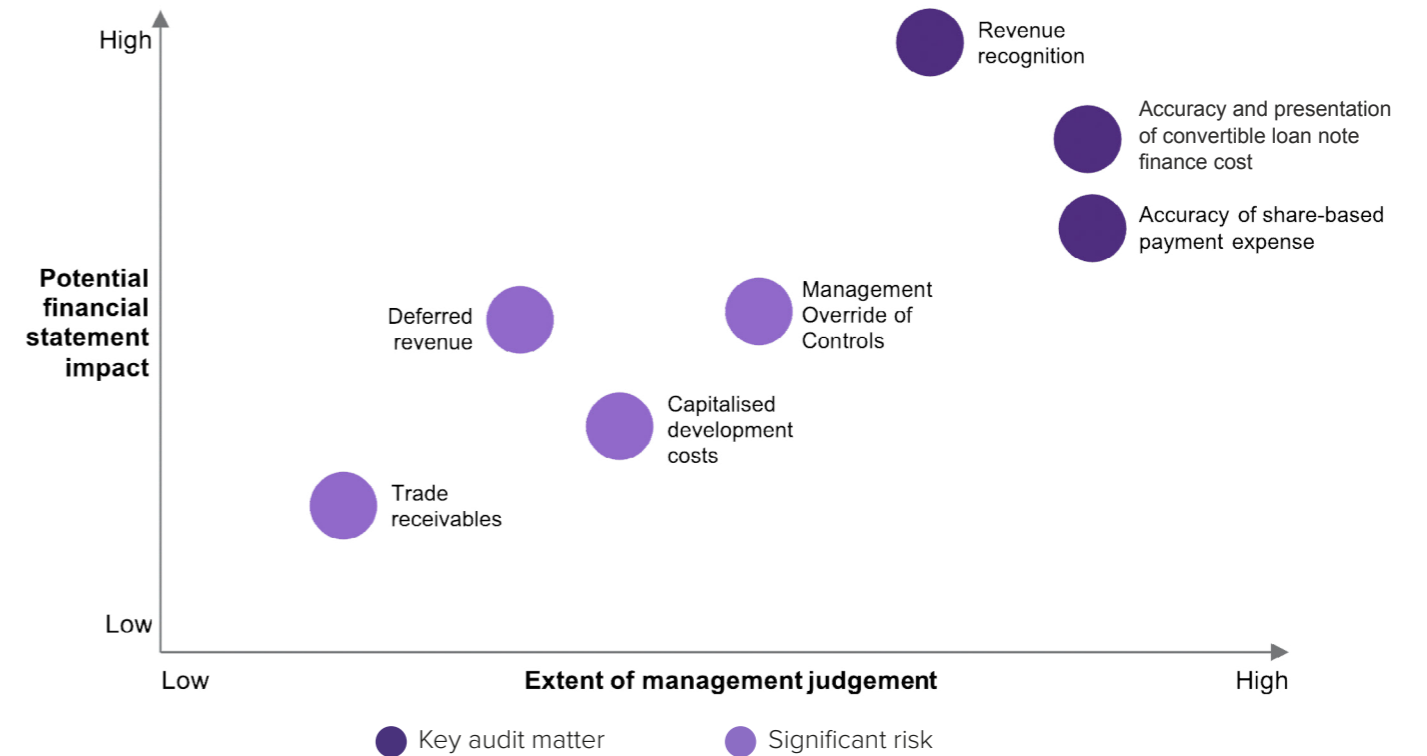 High
Revenue
recognition
Accuracy and presentation
of convertible loan note
finance cost
Accuracy of share-based
payment expense
Potential
financial
statement
impact
Deferred
revenue
Management
Override of
Controls
Capitalised
development
costs
Trade
receivables
Low
Low
Extent of management judgement
High
Key audit matter
Significant risk